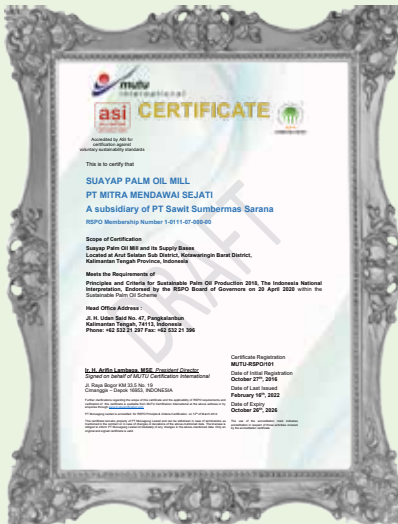 mutu
international
asi
CERTIFICATE
Accredited by ASI for
certification against
voluntary sustainability standards
This is to certify that
SUAYAP PALM OIL MILL
PT MITRA MENDAWAI SEJATI
A subsidiary of PT Sawit Sumbermas Sarana
RSPO Membership Number 1-0111-07-000-00
Scope of Certification
Suayap Palm Oil Mill and its Supply Bases
Located at Arut Selatan Sub District, Kotawaringin Barat District,
Kalimantan Tengah Province, Indonesia
Meets the Requirements of
Principles and Criteria for Sustainable Palm Oil Production 2018, The Indonesia National
Interpretation, Endorsed by the RSPO Board of Governors on 20 April 2020 within the
Sustainable Palm Oil Scheme
Head Office Address :
Jl. H. Udan Said No. 47, Pangkalanbun
Kalimantan Tengah, 74113, Indonesia
Phone: +62 532 21 297 Fax: +62 532 21 396
DRAFT
Ir. H. Arifin Lambaga, MSE President Director
Signed on behalf of MUTU Certification International
Jl. Raya Bogor KM 33,5 No. 19
Cimanggis – Depok 16953, INDONESIA
Certificate Registration
MUTU-RSPO/101
Date of Initial Registration
October 27th, 2016
Date of Last Issued
February 16th, 2022
Date of Expiry
October 26th, 2026